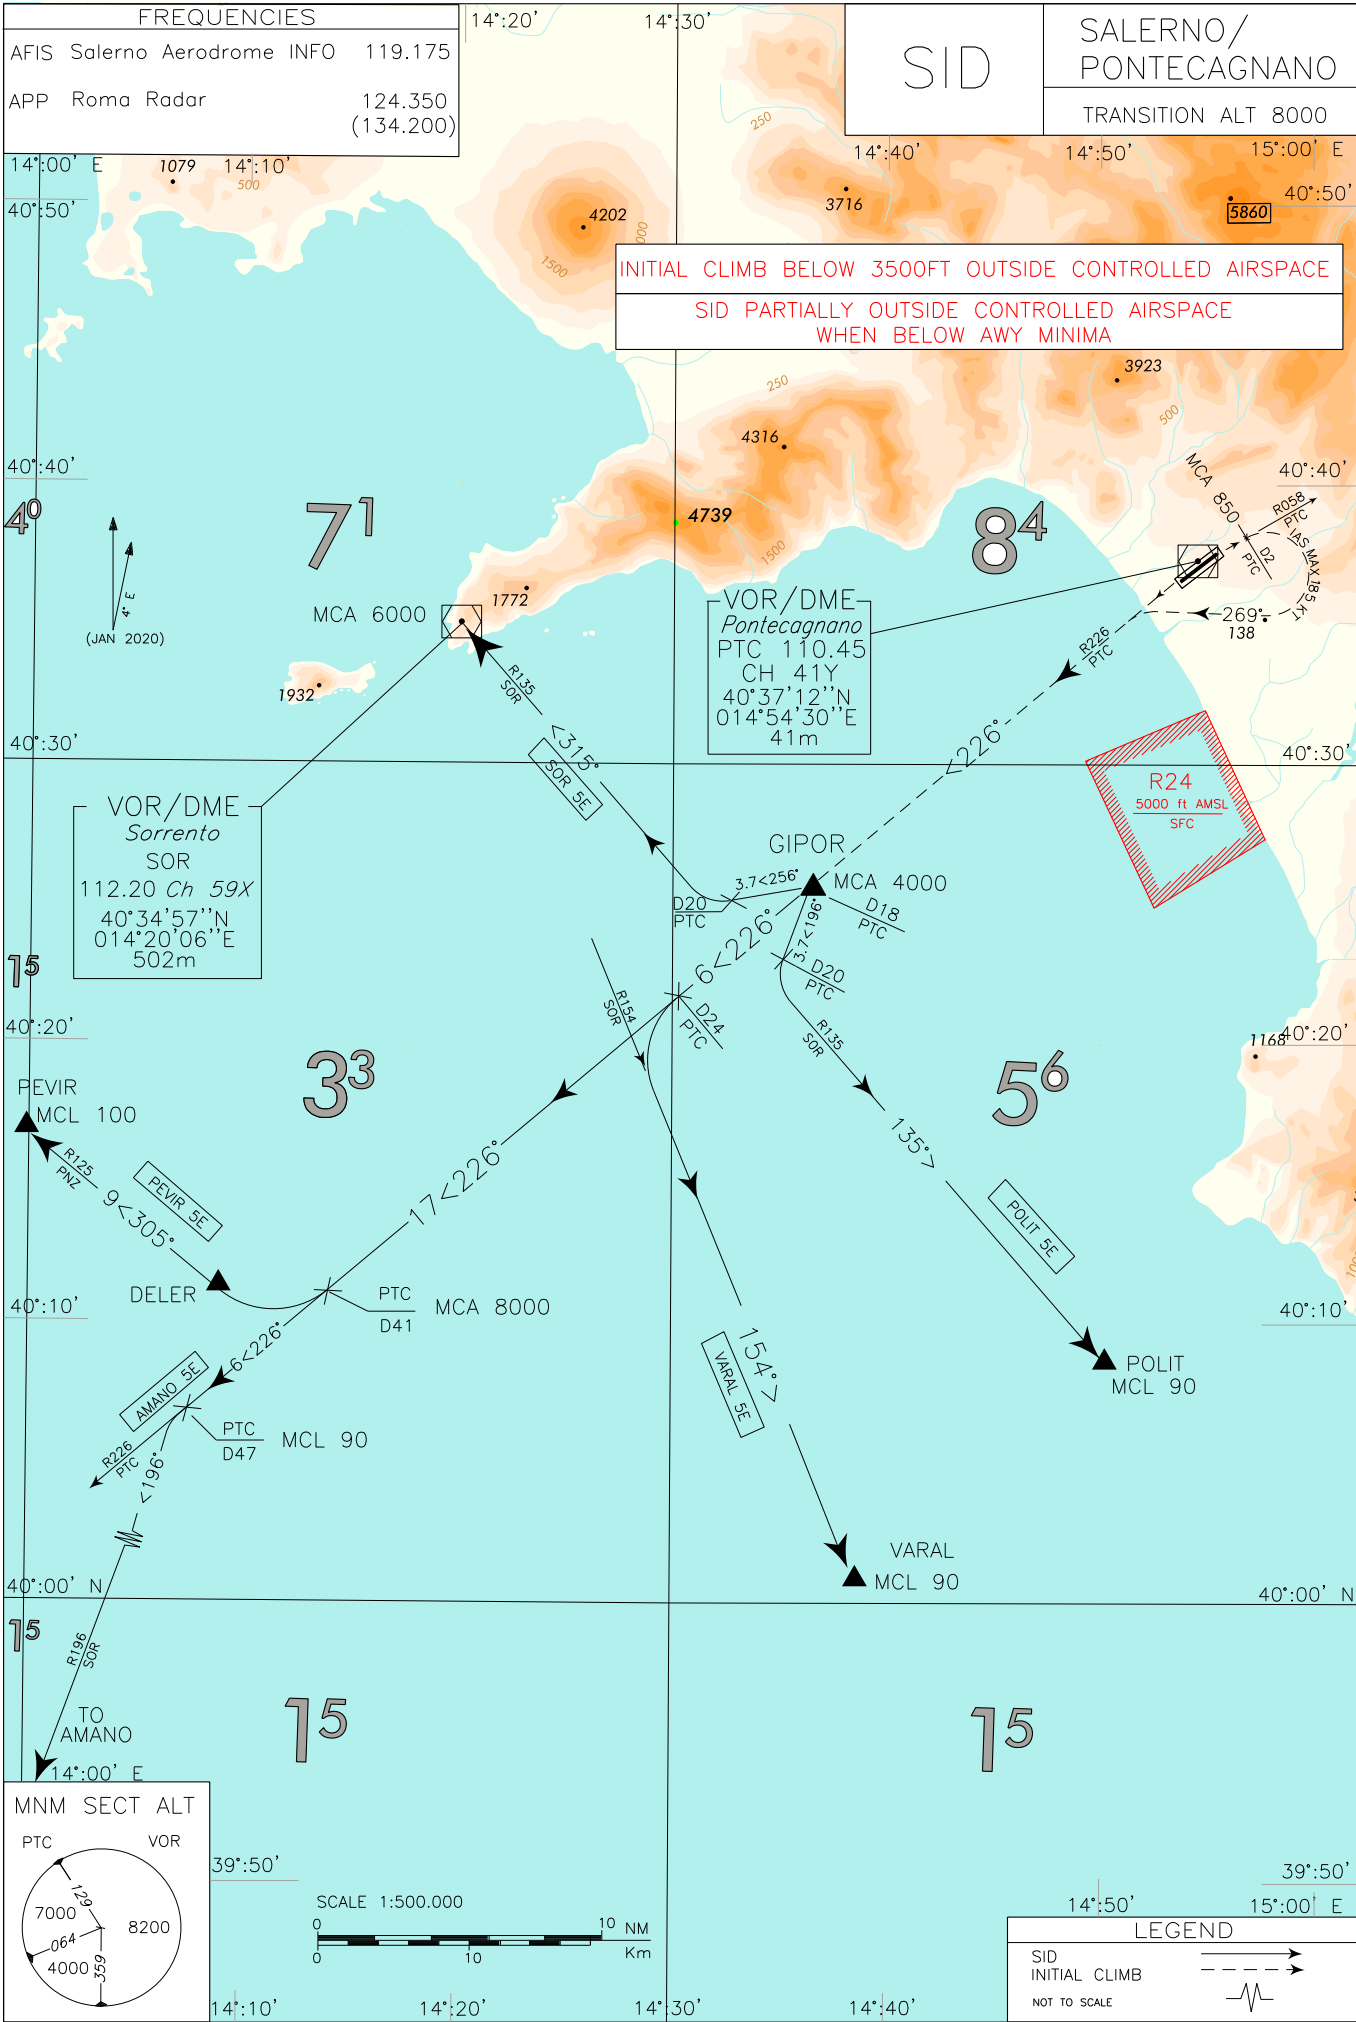 FREQUENCIES
AFIS Salerno Aerodrome INFO 119.175
APP Roma Radar 124.350
(134.200)
14°:20'
14°:30'
SID
SALERNO/
PONTECAGNANO
TRANSITION ALT 8000
14°:00' E
14°:10'
14°:40'
14°:50'
15°:00' E
40°:50'
40°:50'
1079
500
4202
1500
250
3716
5860
INITIAL CLIMB BELOW 3500FT OUTSIDE CONTROLLED AIRSPACE
SID PARTIALLY OUTSIDE CONTROLLED AIRSPACE
WHEN BELOW AWY MINIMA
3923
250
500
4316
40°:40'
40°:40'
4739
1500
4⁰
7¹
8⁴
MCA 850
R058
PTC
D2
PTC
IAS MAX 185 KT
269°
138
R226
PTC
4° E
(JAN 2020)
MCA 6000
1772
1932
VOR/DME
Pontecagnano
PTC 110.45
CH 41Y
40°37'12''N
014°54'30''E
41m
R135
SOR
<315°
SOR 5E
<226°
40°:30'
40°:30'
R24
5000 ft AMSL
SFC
VOR/DME
Sorrento
SOR
112.20 Ch 59X
40°34'57''N
014°20'06''E
502m
GIPOR
MCA 4000
3.7<256°
D20
PTC
D18
PTC
3.7<196°
D20
PTC
6<226°
D24
PTC
R154
SOR
R135
SOR
1⁵
40°:20'
40°:20'
1168
3³
5⁶
PEVIR
MCL 100
R125
PNZ
9<305°
PEVIR 5E
17<226°
135°>
POLIT 5E
DELER
PTC
D41
MCA 8000
40°:10'
40°:10'
6<226°
AMANO 5E
154°>
VARAL 5E
POLIT
MCL 90
PTC
D47
MCL 90
R226
PTC
<196°
VARAL
MCL 90
40°:00' N
40°:00' N
1⁵
R196
SOR
TO
AMANO
1⁵
1⁵
14°:00' E
MNM SECT ALT
PTC VOR
129
7000
8200
064
4000
359
39°:50'
39°:50'
SCALE 1:500.000
0 10 NM
0 10 Km
14°:50'
15°:00' E
LEGEND
SID
INITIAL CLIMB
NOT TO SCALE
14°:10'
14°:20'
14°:30'
14°:40'